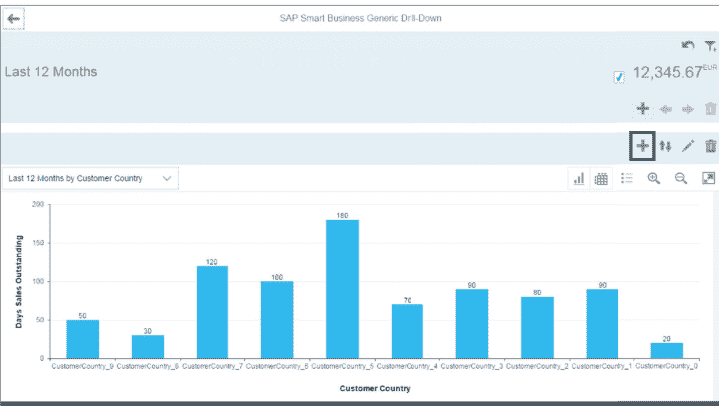 SAP Smart Business Generic Drill-Down
Last 12 Months
12,345.67 EUR
Last 12 Months by Customer Country
200
150
100
50
0
Days Sales Outstanding
50
30
120
100
180
70
90
80
90
20
CustomerCountry_9 CustomerCountry_8 CustomerCountry_7 CustomerCountry_6 CustomerCountry_5 CustomerCountry_4 CustomerCountry_3 CustomerCountry_2 CustomerCountry_1 CustomerCountry_0
Customer Country